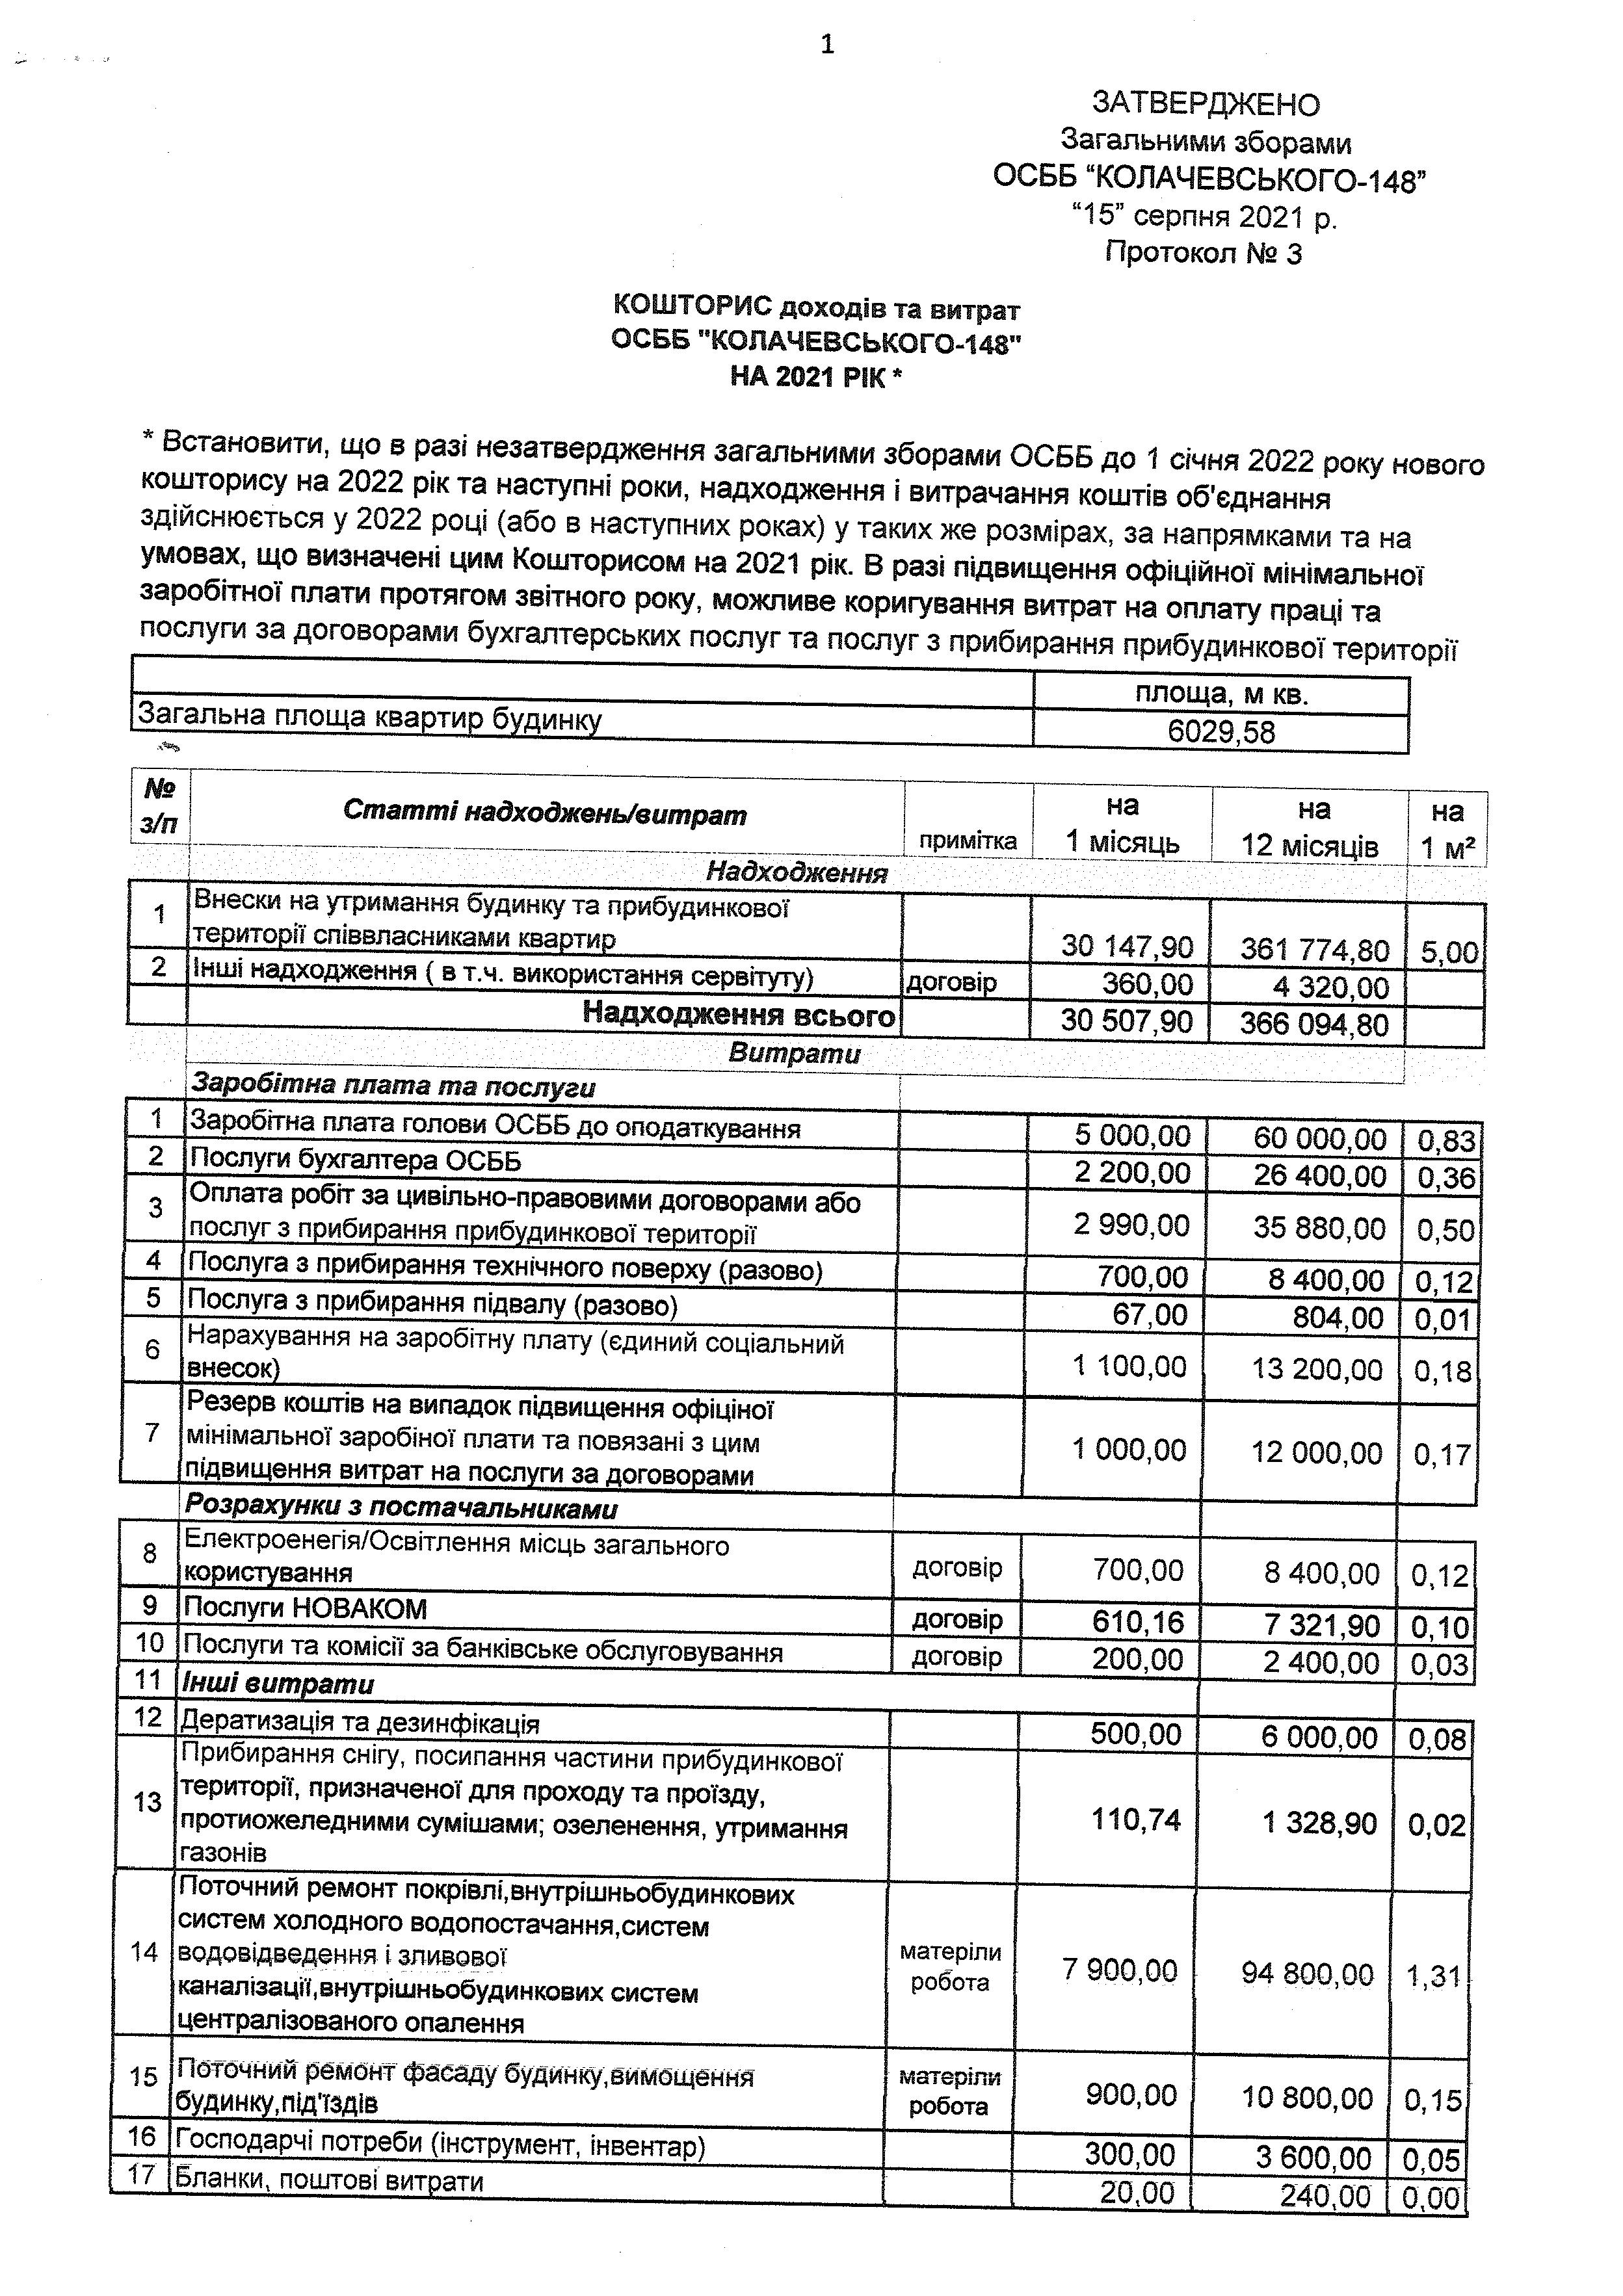 1
ЗАТВЕРДЖЕНО
Загальними зборами
ОСББ “КОЛАЧЕВСЬКОГО-148”
“15” серпня 2021 р.
Протокол № 3
КОШТОРИС доходів та витрат
ОСББ "КОЛАЧЕВСЬКОГО-148"
НА 2021 РІК *
* Встановити, що в разі незатвердження загальними зборами ОСББ до 1 січня 2022 року нового
кошторису на 2022 рік та наступні роки, надходження і витрачання коштів об'єднання
здійснюється у 2022 році (або в наступних роках) у таких же розмірах, за напрямками та на
умовах, що визначені цим Кошторисом на 2021 рік. В разі підвищення офіційної мінімальної
заробітної плати протягом звітного року, можливе коригування витрат на оплату праці та
послуги за договорами бухгалтерських послуг та послуг з прибирання прибудинкової території
площа, м кв.
Загальна площа квартир будинку 6029,58
№ на на на
з/п Статті надходжень/витрат примітка 1 місяць 12 місяців 1 м²
Надходження
1 Внески на утримання будинку та прибудинкової
території співвласниками квартир 30 147,90 361 774,80 5,00
2 Інші надходження ( в т.ч. використання сервітуту) договір 360,00 4 320,00
Надходження всього 30 507,90 366 094,80
Витрати
Заробітна плата та послуги
1 Заробітна плата голови ОСББ до оподаткування 5 000,00 60 000,00 0,83
2 Послуги бухгалтера ОСББ 2 200,00 26 400,00 0,36
3 Оплата робіт за цивільно-правовими договорами або
послуг з прибирання прибудинкової території 2 990,00 35 880,00 0,50
4 Послуга з прибирання технічного поверху (разово) 700,00 8 400,00 0,12
5 Послуга з прибирання підвалу (разово) 67,00 804,00 0,01
6 Нарахування на заробітну плату (єдиний соціальний
внесок) 1 100,00 13 200,00 0,18
Резерв коштів на випадок підвищення офіціної
7 мінімальної заробіної плати та повязані з цим 1 000,00 12 000,00 0,17
підвищення витрат на послуги за договорами
Розрахунки з постачальниками
8 Електроенегія/Освітлення місць загального
користування договір 700,00 8 400,00 0,12
9 Послуги НОВАКОМ договір 610,16 7 321,90 0,10
10 Послуги та комісії за банківське обслуговування договір 200,00 2 400,00 0,03
11 Інші витрати
12 Дератизація та дезинфікація 500,00 6 000,00 0,08
Прибирання снігу, посипання частини прибудинкової
13 території, призначеної для проходу та проїзду,
протиожеледними сумішами; озеленення, утримання 110,74 1 328,90 0,02
газонів
Поточний ремонт покрівлі,внутрішньобудинкових
систем холодного водопостачання,систем
14 водовідведення і зливової матеріли 7 900,00 94 800,00 1,31
каналізації,внутрішньобудинкових систем робота
централізованого опалення
15 Поточний ремонт фасаду будинку,вимощення матеріли
будинку,під'їздів робота 900,00 10 800,00 0,15
16 Господарчі потреби (інструмент, інвентар) 300,00 3 600,00 0,05
17 Бланки, поштові витрати 20,00 240,00 0,00